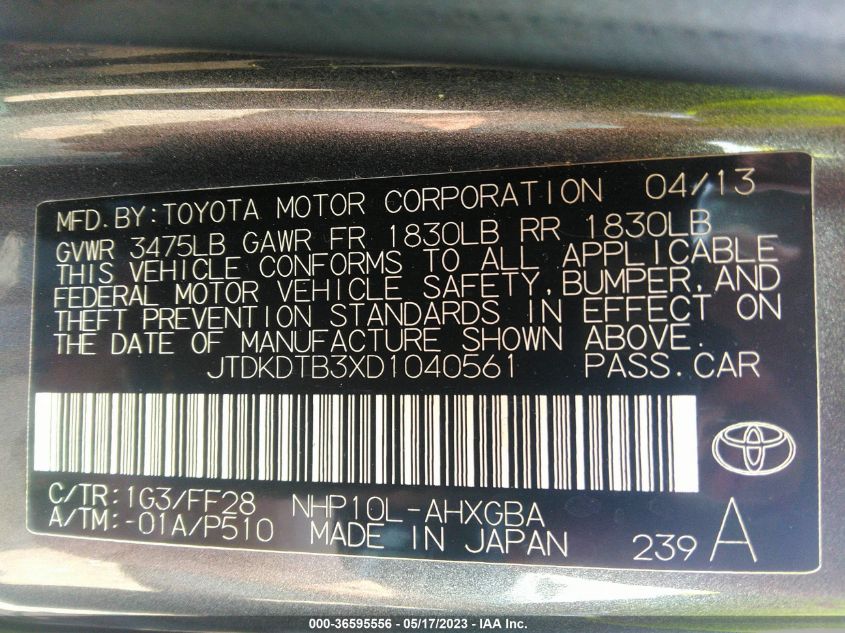 MFD. BY: TOYOTA MOTOR CORPORATION 04/13
GVWR 3475LB GAWR FR 1830LB RR 1830LB
THIS VEHICLE CONFORMS TO ALL APPLICABLE
FEDERAL MOTOR VEHICLE SAFETY, BUMPER, AND
THEFT PREVENTION STANDARDS IN EFFECT ON
THE DATE OF MANUFACTURE SHOWN ABOVE.
JTDKDTB3XD1040561 PASS. CAR
C/TR: 1G3/FF28 NHP10L-AHXGBA
A/TM: -01A/P510 MADE IN JAPAN 239 A
000-36595556 - 05/17/2023 - IAA Inc.